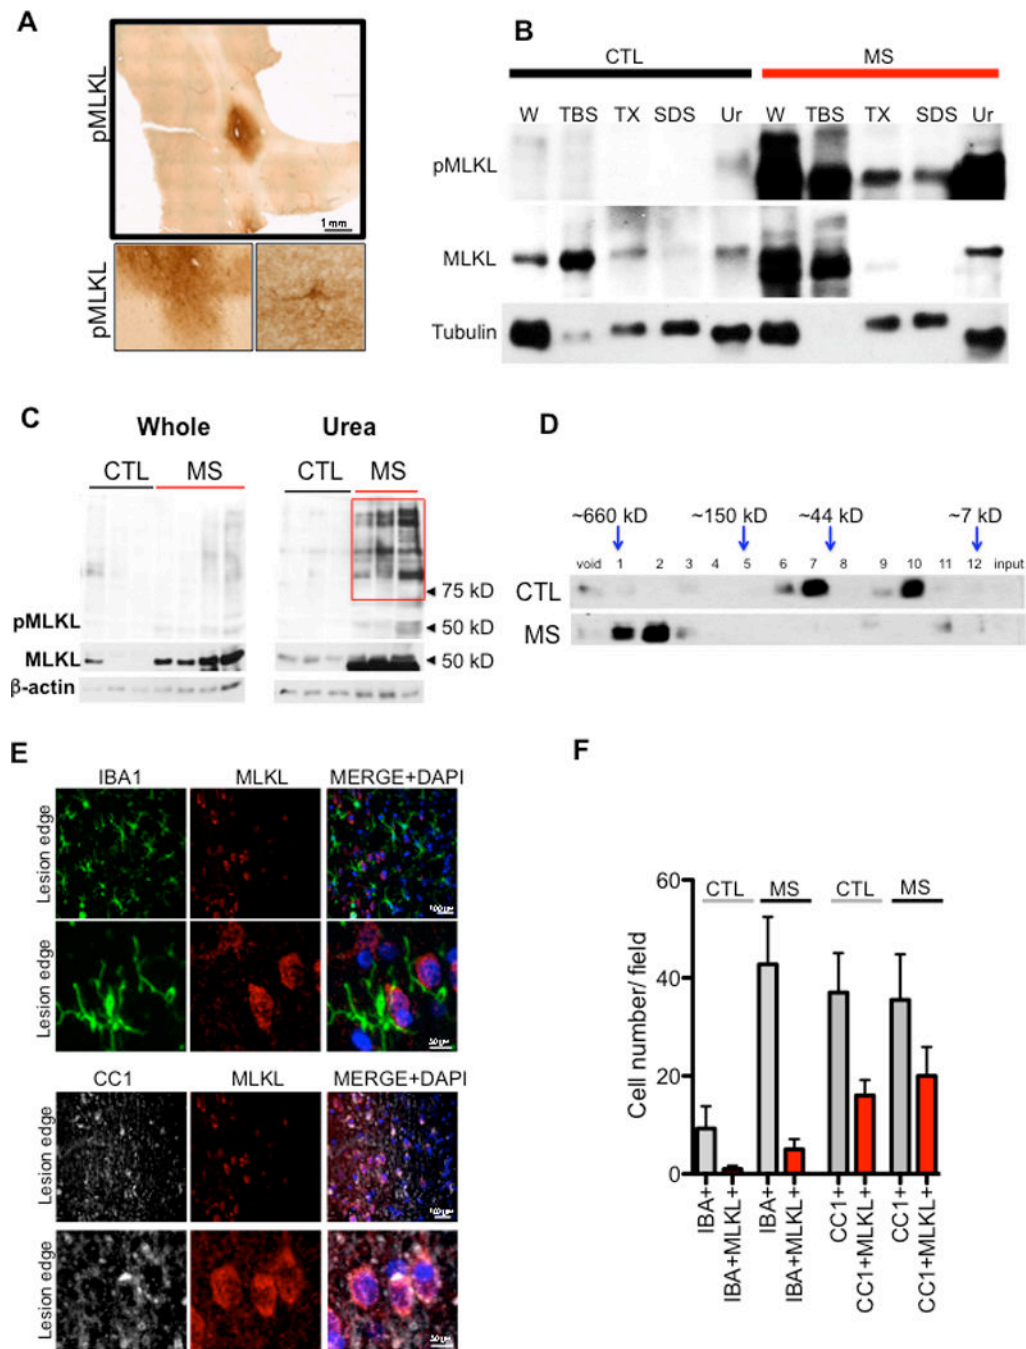 A
pMLKL
1 mm
pMLKL
B
CTL MS
W TBS TX SDS Ur W TBS TX SDS Ur
pMLKL
MLKL
Tubulin
C
Whole Urea
CTL MS CTL MS
75 kD
pMLKL 50 kD
MLKL 50 kD
β-actin
D
~660 kD ~150 kD ~44 kD ~7 kD
void 1 2 3 4 5 6 7 8 9 10 11 12 input
CTL
MS
E
IBA1 MLKL MERGE+DAPI
Lesion edge
Lesion edge
CC1 MLKL MERGE+DAPI
Lesion edge
Lesion edge
F
CTL MS CTL MS
Cell number/ field
60
40
20
0
IBA+
IBA+MLKL+
IBA+
IBA+MLKL+
CC1+
CC1+MLKL+
CC1+
CC1+MLKL+